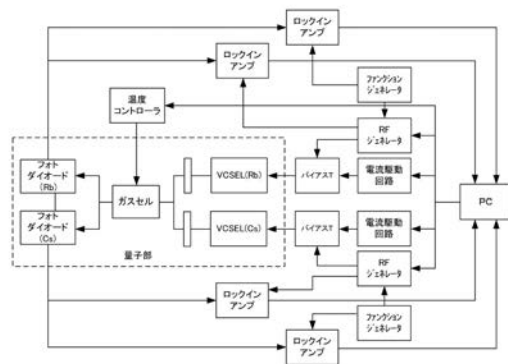 ロックイン
アンプ
ロックイン
アンプ
ファンクション
ジェネレータ
温度
コントローラ
RF
ジェネレータ
フォト
ダイオード
(Rb)
ガスセル
VCSEL(Rb)
バイアスT
電流駆動
回路
PC
フォト
ダイオード
(Cs)
VCSEL(Cs)
バイアスT
電流駆動
回路
量子部
RF
ジェネレータ
ロックイン
アンプ
ファンクション
ジェネレータ
ロックイン
アンプ